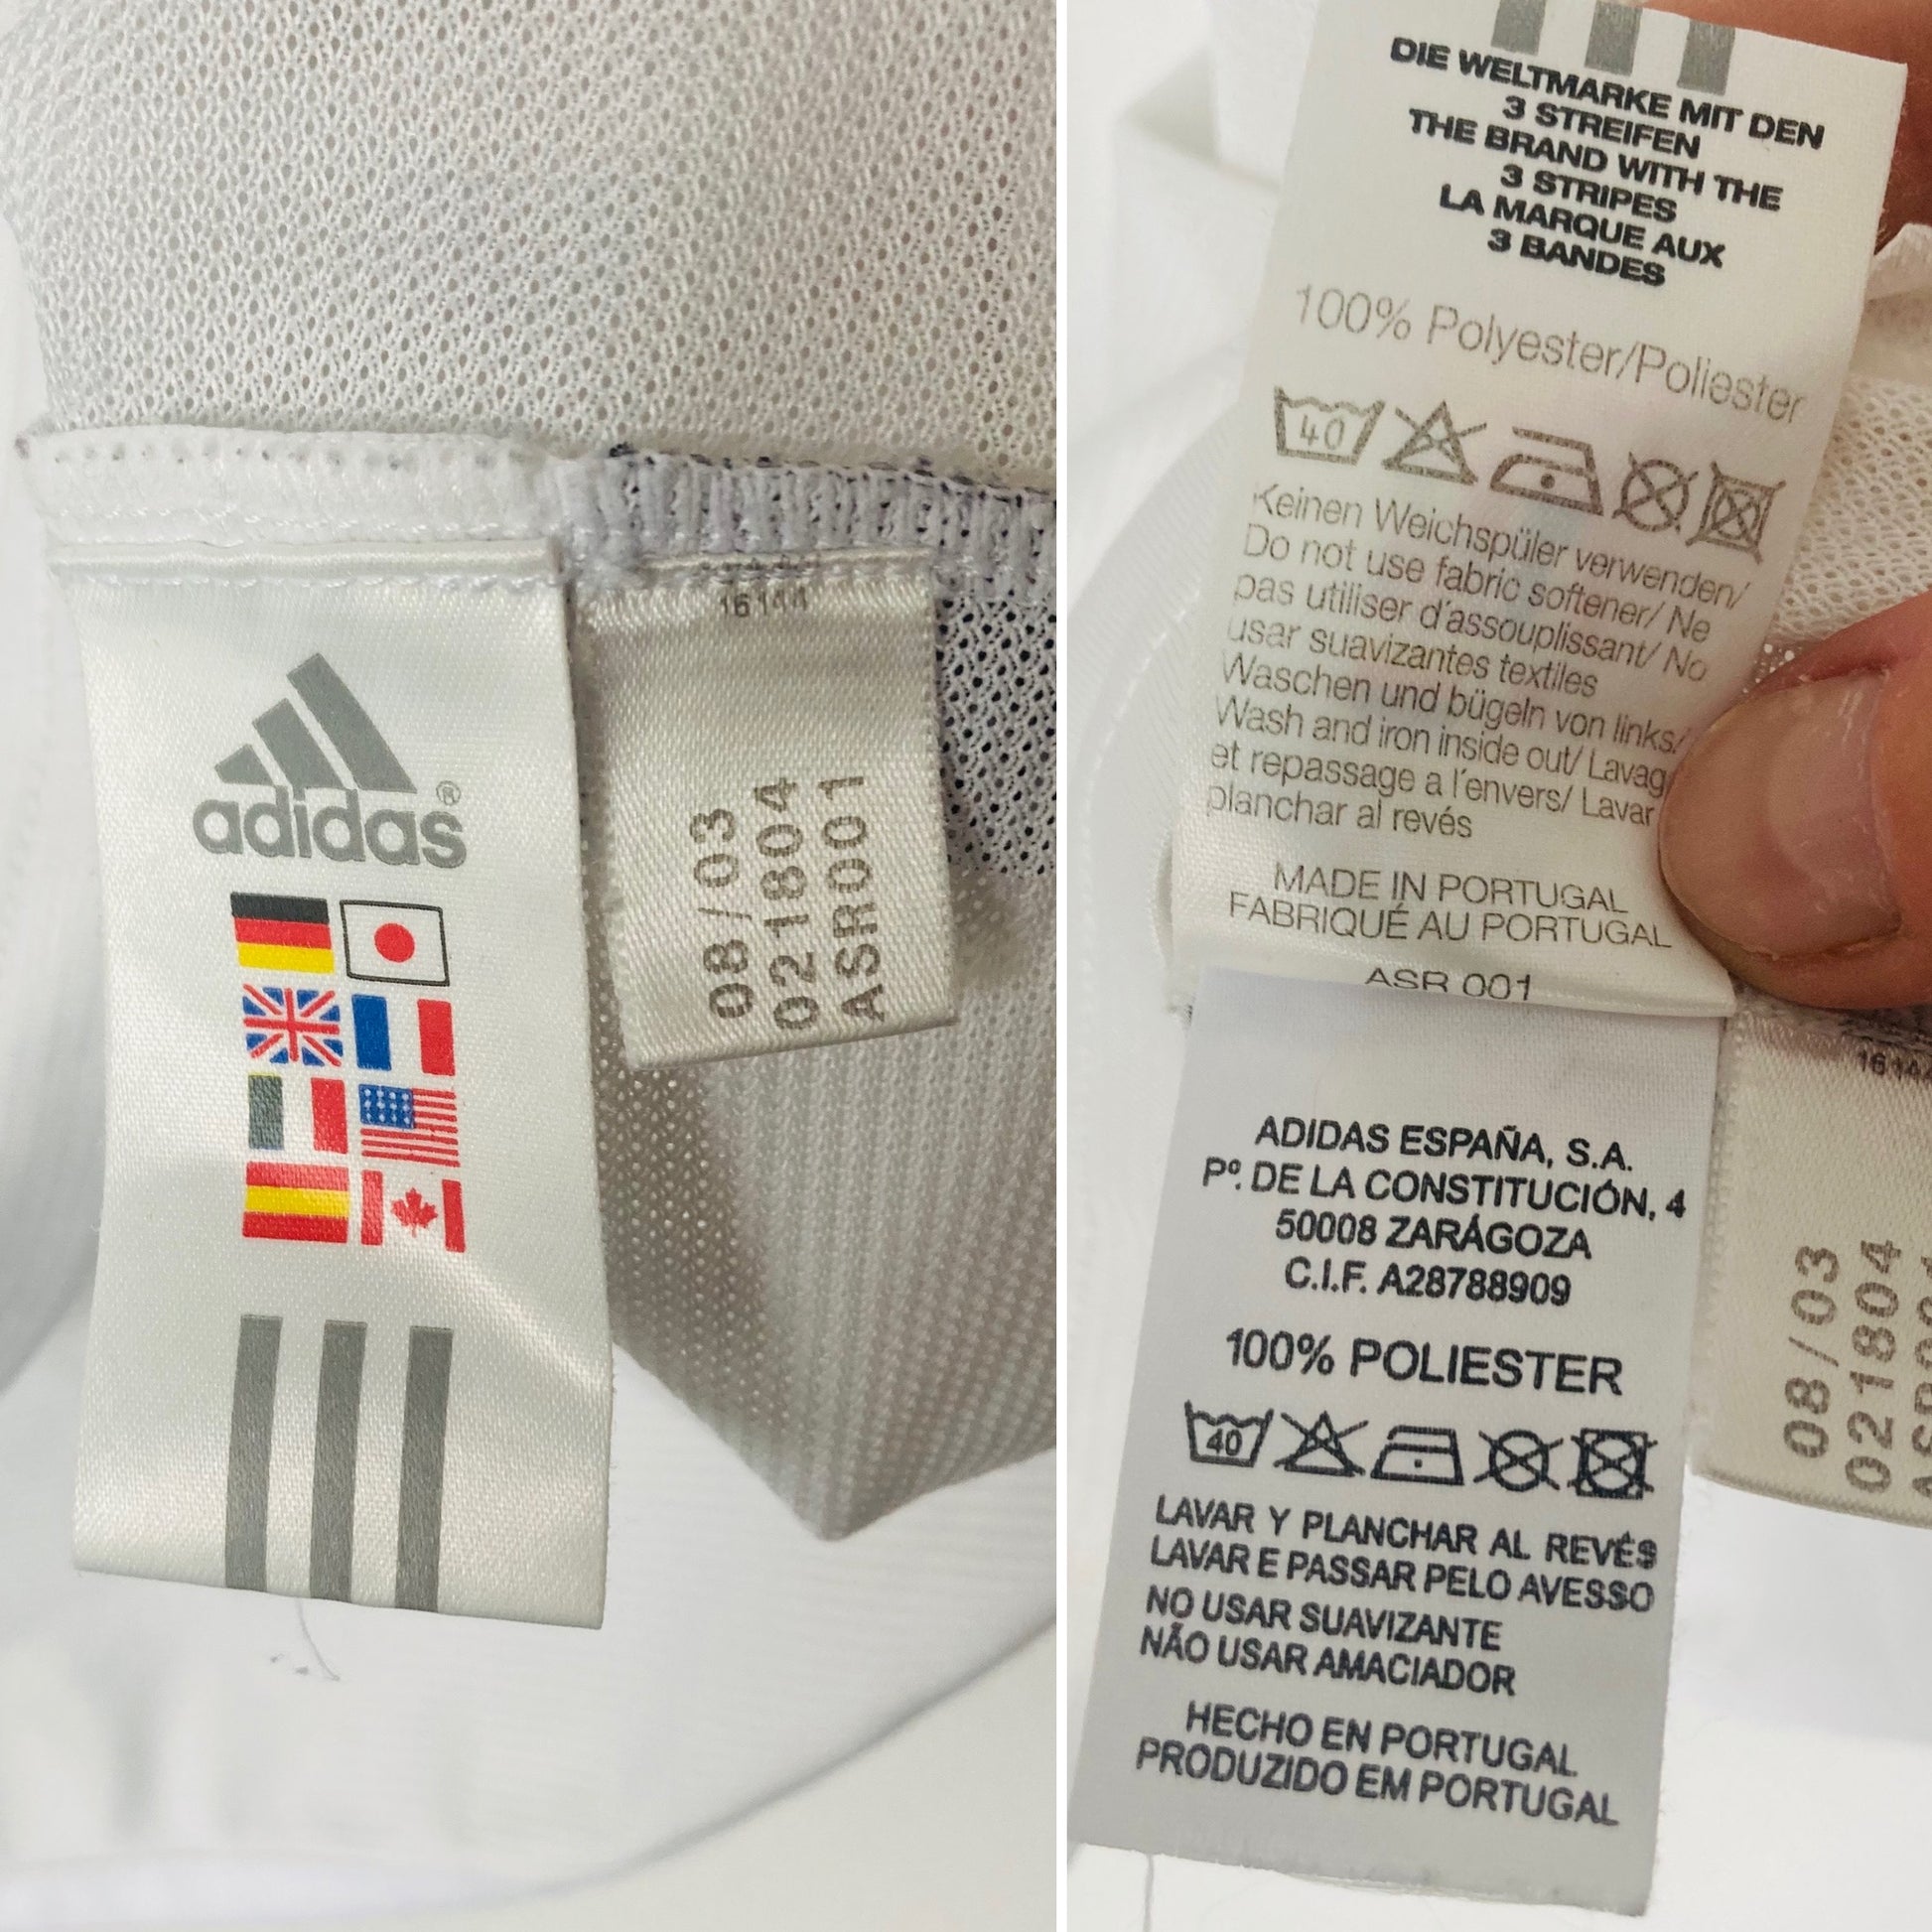 adidas®
16144
08/03
021804
ASR001
DIE WELTMARKE MIT DEN
3 STREIFEN
THE BRAND WITH THE
3 STRIPES
LA MARQUE AUX
3 BANDES
100% Polyester/Poliester
40
Keinen Weichspüler verwenden/
Do not use fabric softener/ Ne
pas utiliser d'assouplissant/ No
usar suavizantes textiles
Waschen und bügeln von links/
Wash and iron inside out/ Lavag
et repassage a l'envers/ Lavar
planchar al revés
MADE IN PORTUGAL
FABRIQUÉ AU PORTUGAL
ASR 001
ADIDAS ESPAÑA, S.A.
Pº. DE LA CONSTITUCIÓN, 4
50008 ZARÁGOZA
C.I.F. A28788909
100% POLIESTER
40
LAVAR Y PLANCHAR AL REVÉS
LAVAR E PASSAR PELO AVESSO
NO USAR SUAVIZANTE
NÃO USAR AMACIADOR
HECHO EN PORTUGAL
PRODUZIDO EM PORTUGAL
16144
08/03
021804